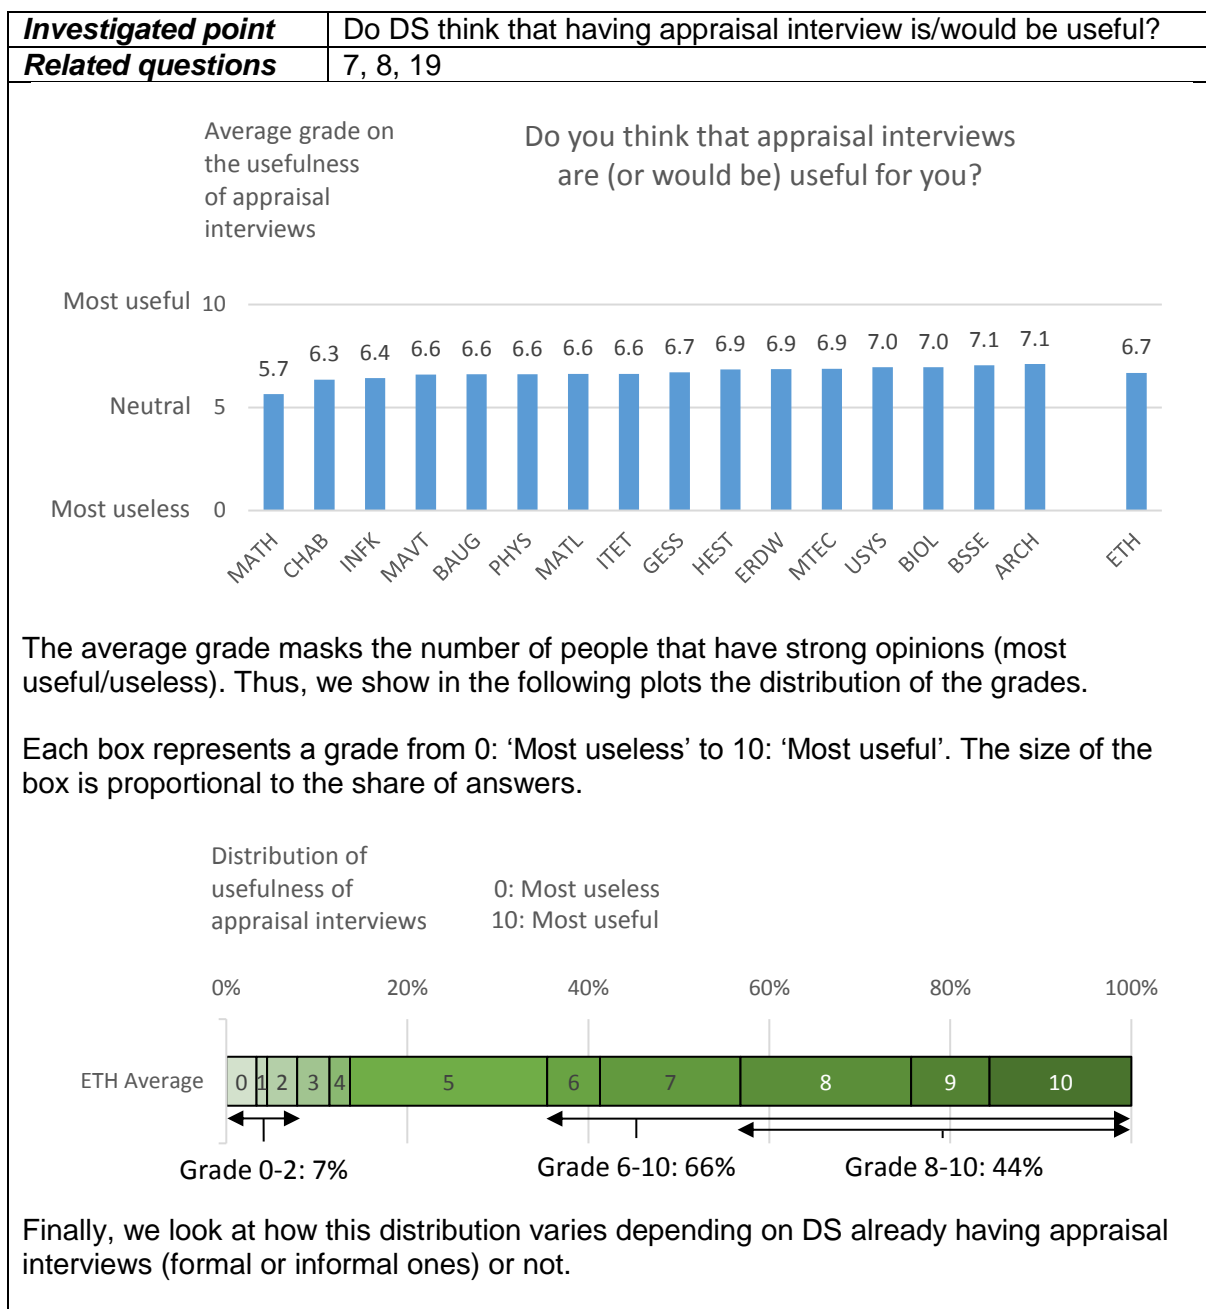 Investigated point Do DS think that having appraisal interview is/would be useful?
Related questions 7, 8, 19
Average grade on
the usefulness
of appraisal
interviews
Do you think that appraisal interviews
are (or would be) useful for you?
Most useful 10
Neutral 5
Most useless 0
5.7 6.3 6.4 6.6 6.6 6.6 6.6 6.6 6.7 6.9 6.9 6.9 7.0 7.0 7.1 7.1 6.7
MATH CHAB INFK MAVT BAUG PHYS MATL ITET GESS HEST ERDW MTEC USYS BIOL BSSE ARCH ETH
The average grade masks the number of people that have strong opinions (most
useful/useless). Thus, we show in the following plots the distribution of the grades.
Each box represents a grade from 0: ‘Most useless’ to 10: ‘Most useful’. The size of the
box is proportional to the share of answers.
Distribution of
usefulness of
appraisal interviews
0: Most useless
10: Most useful
0% 20% 40% 60% 80% 100%
ETH Average 0 1 2 3 4 5 6 7 8 9 10
Grade 0-2: 7% Grade 6-10: 66% Grade 8-10: 44%
Finally, we look at how this distribution varies depending on DS already having appraisal
interviews (formal or informal ones) or not.